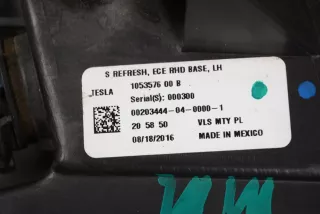 S REFRESH, ECE RHD BASE, LH
TESLA
1053576 00 B
Serial(S): 000300
00203444-04-0000-1
20 58 50 VLS MTY PL
08/18/2016 MADE IN MEXICO